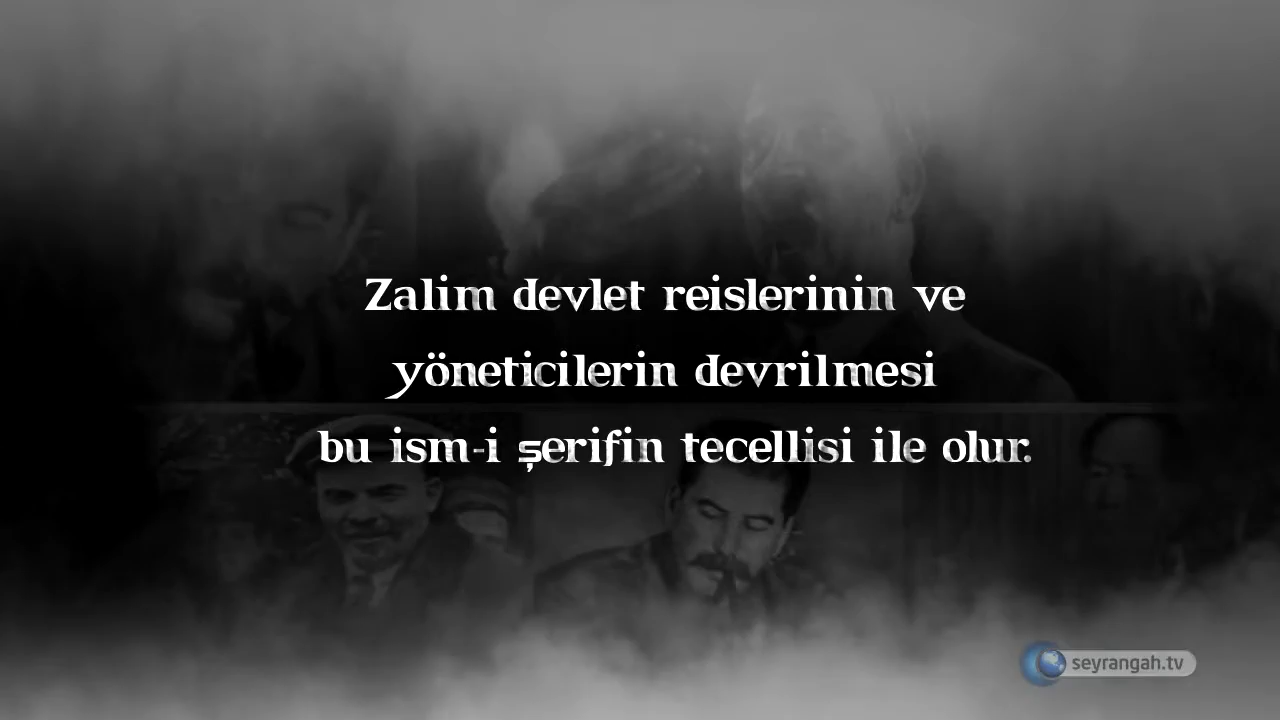 Zalim devlet reislerinin ve
yöneticilerin devrilmesi
bu ism-i şerifin tecellisi ile olur.
seyrangah.tv